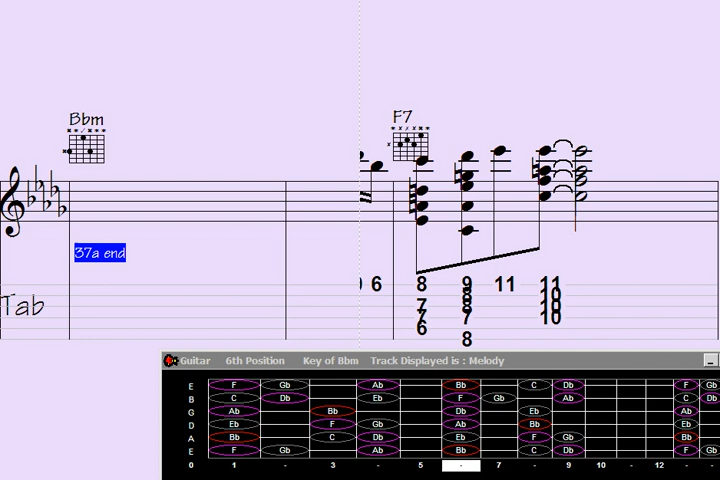 Bbm F7
37a end
6 8 9 11 11
8 10
7 8 10
7 7 10
6
8
Tab
Guitar 6th Position Key of Bbm Track Displayed is : Melody
E F Gb Ab Bb C Db F Gb
B C Db Eb F Gb Ab C Db
G Ab Bb Db Eb Ab
D Eb F Gb Ab Bb Eb
A Bb C Db Eb F Gb Bb
E F Gb Ab Bb C Db F Gb
0 1 - 3 - 5 - 7 - 9 10 - 12 - -